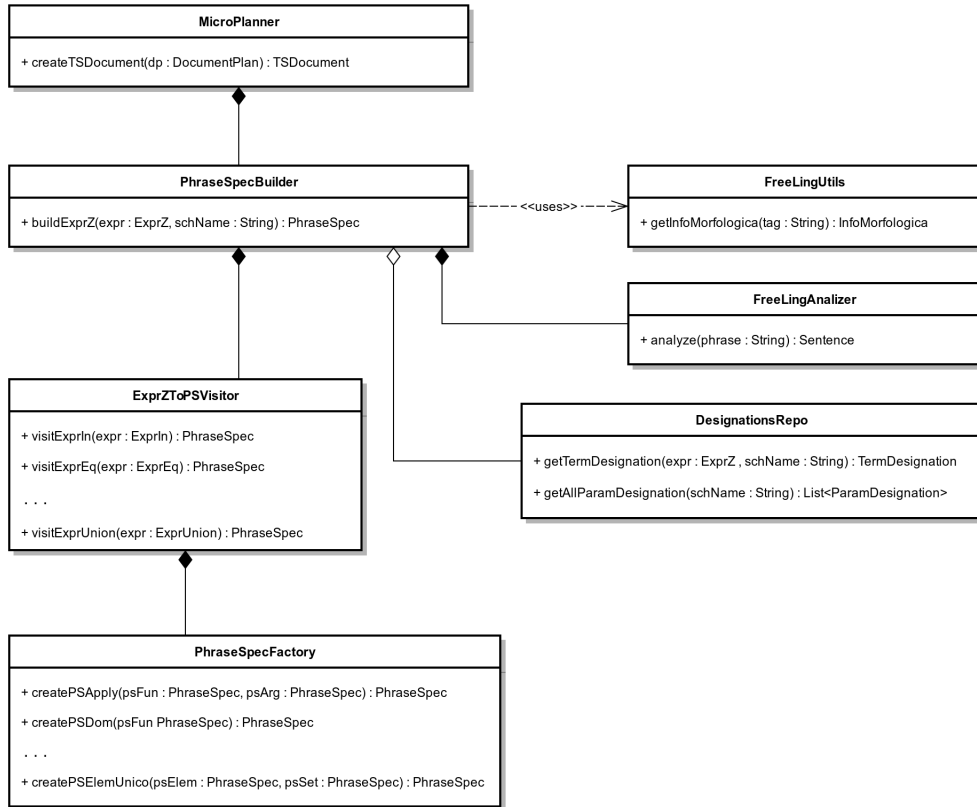 MicroPlanner
+ createTSDocument(dp : DocumentPlan) : TSDocument
PhraseSpecBuilder
+ buildExprZ(expr : ExprZ, schName : String) : PhraseSpec
<<uses>>
FreeLingUtils
+ getInfoMorfologica(tag : String) : InfoMorfologica
FreeLingAnalizer
+ analyze(phrase : String) : Sentence
ExprZToPSVisitor
+ visitExprIn(expr : ExprIn) : PhraseSpec
+ visitExprEq(expr : ExprEq) : PhraseSpec
. . .
+ visitExprUnion(expr : ExprUnion) : PhraseSpec
DesignationsRepo
+ getTermDesignation(expr : ExprZ , schName : String) : TermDesignation
+ getAllParamDesignation(schName : String) : List<ParamDesignation>
PhraseSpecFactory
+ createPSApply(psFun : PhraseSpec, psArg : PhraseSpec) : PhraseSpec
+ createPSDom(psFun PhraseSpec) : PhraseSpec
. . .
+ createPSElemUnico(psElem : PhraseSpec, psSet : PhraseSpec) : PhraseSpec